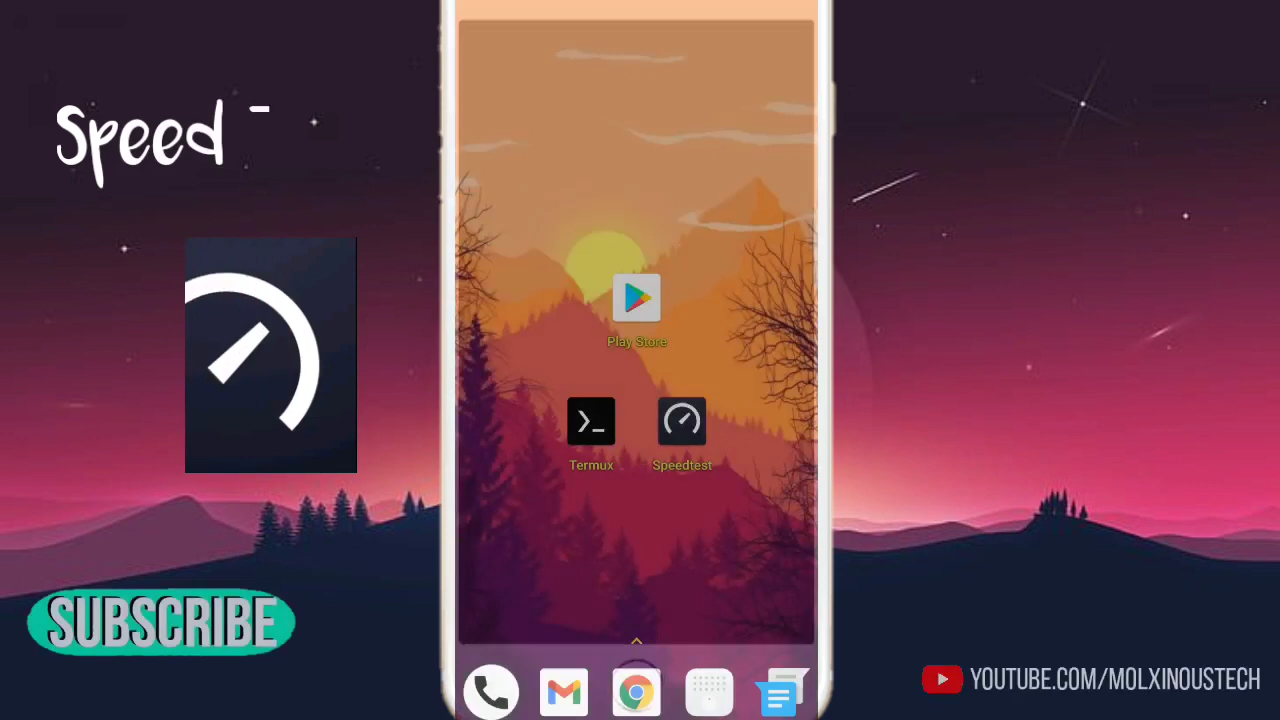 Speed -
Play Store
Termux
Speedtest
SUBSCRIBE
YOUTUBE.COM/MOLXINOUSTECH